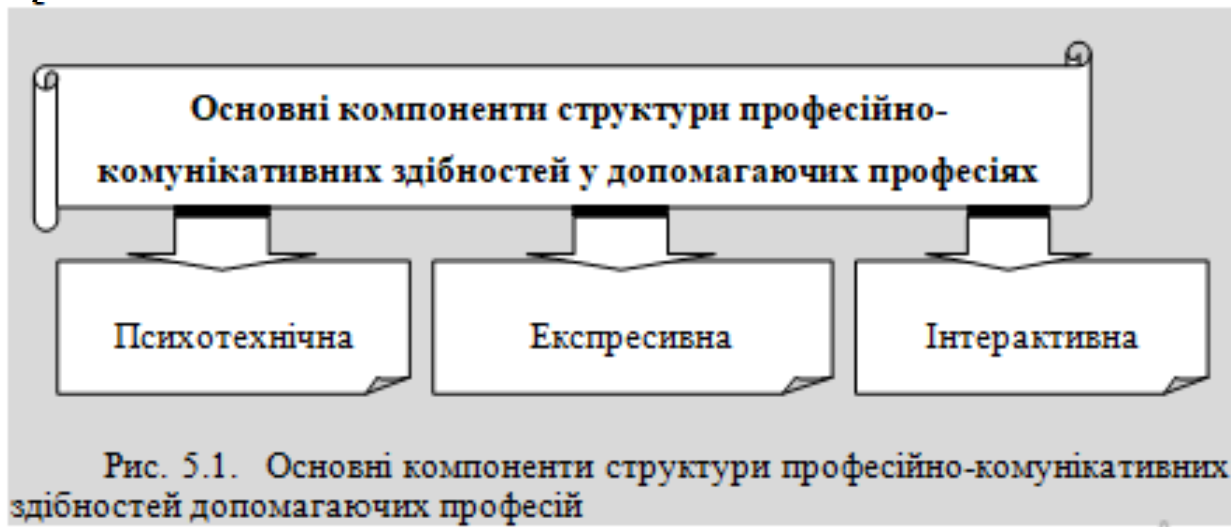 Основні компоненти структури професійно-
комунікативних здібностей у допомагаючих професіях
Психотехнічна
Експресивна
Інтерактивна
Рис. 5.1. Основні компоненти структури професійно-комунікативних
здібностей допомагаючих професій